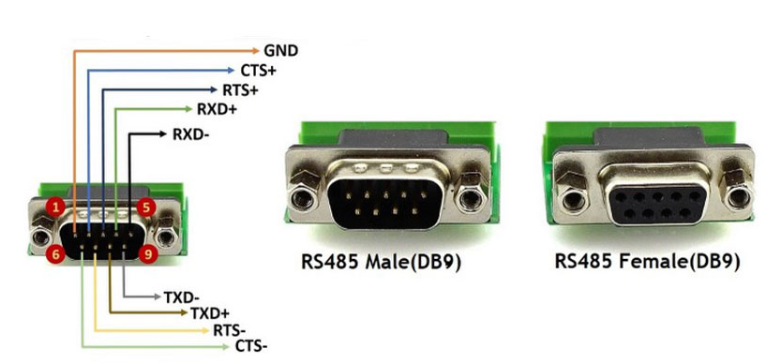 GND
CTS+
RTS+
RXD+
RXD-
1
5
6
9
TXD-
TXD+
RTS-
CTS-
RS485 Male(DB9)
RS485 Female(DB9)